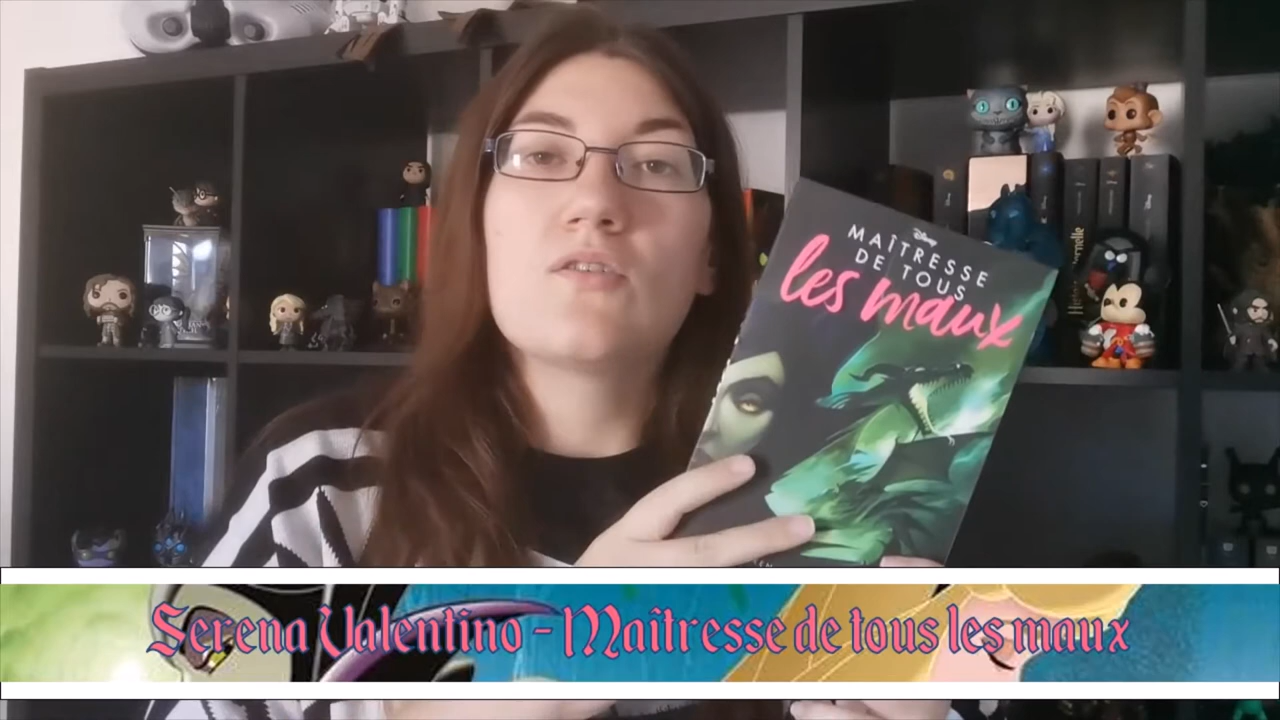 Disney
MAÎTRESSE
DE TOUS
les maux
Serena Valentino - Maîtresse de tous les maux